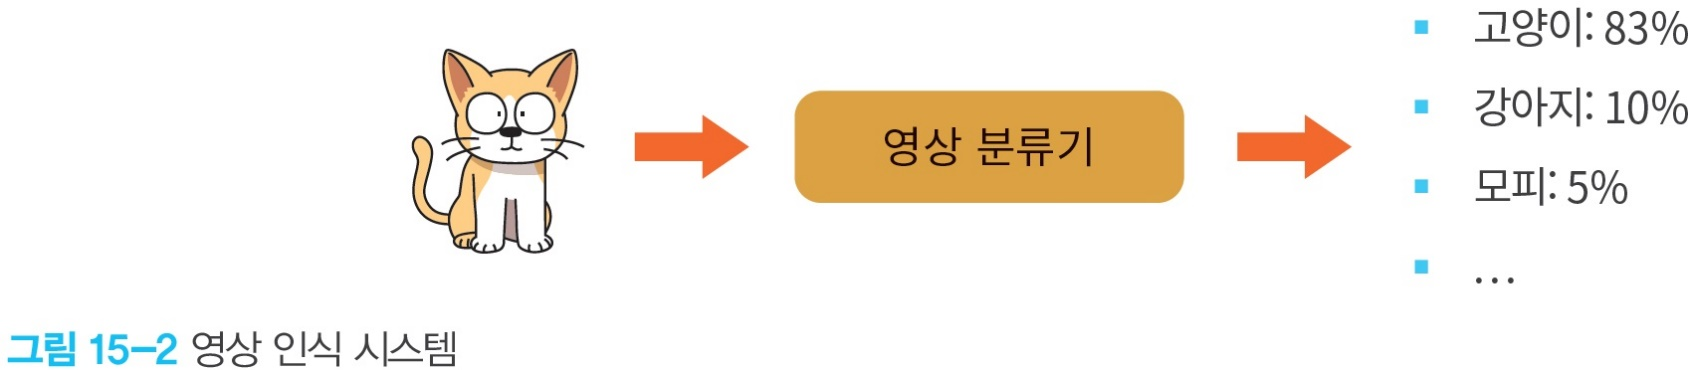 고양이: 83%
강아지: 10%
모피: 5%
...
영상 분류기
그림 15-2 영상 인식 시스템